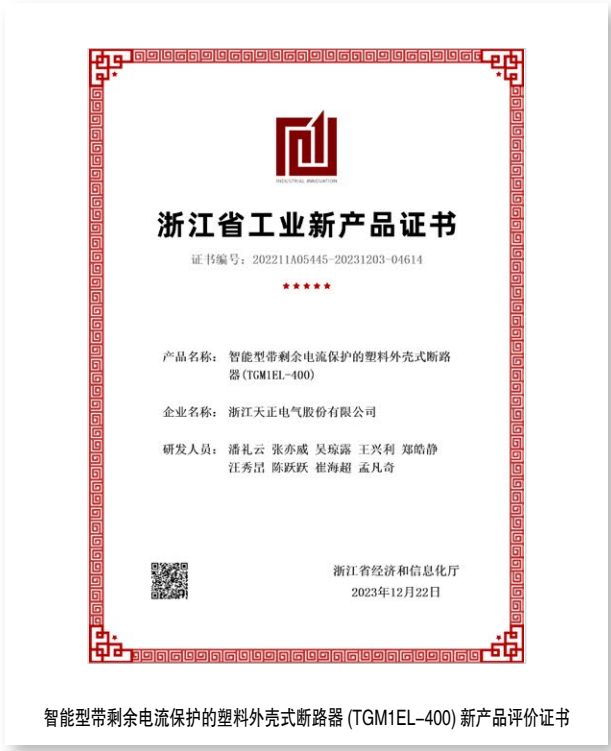 INDUSTRIAL INNOVATION
浙江省工业新产品证书
证书编号：202211A05445-20231203-04614
产品名称：智能型带剩余电流保护的塑料外壳式断路
器(TGM1EL-400)
企业名称：浙江天正电气股份有限公司
研发人员：潘礼云 张亦威 吴琼露 王兴利 郑皓静
汪秀岊 陈跃跃 崔海超 孟凡奇
浙江省经济和信息化厅
2023年12月22日
智能型带剩余电流保护的塑料外壳式断路器 (TGM1EL-400) 新产品评价证书